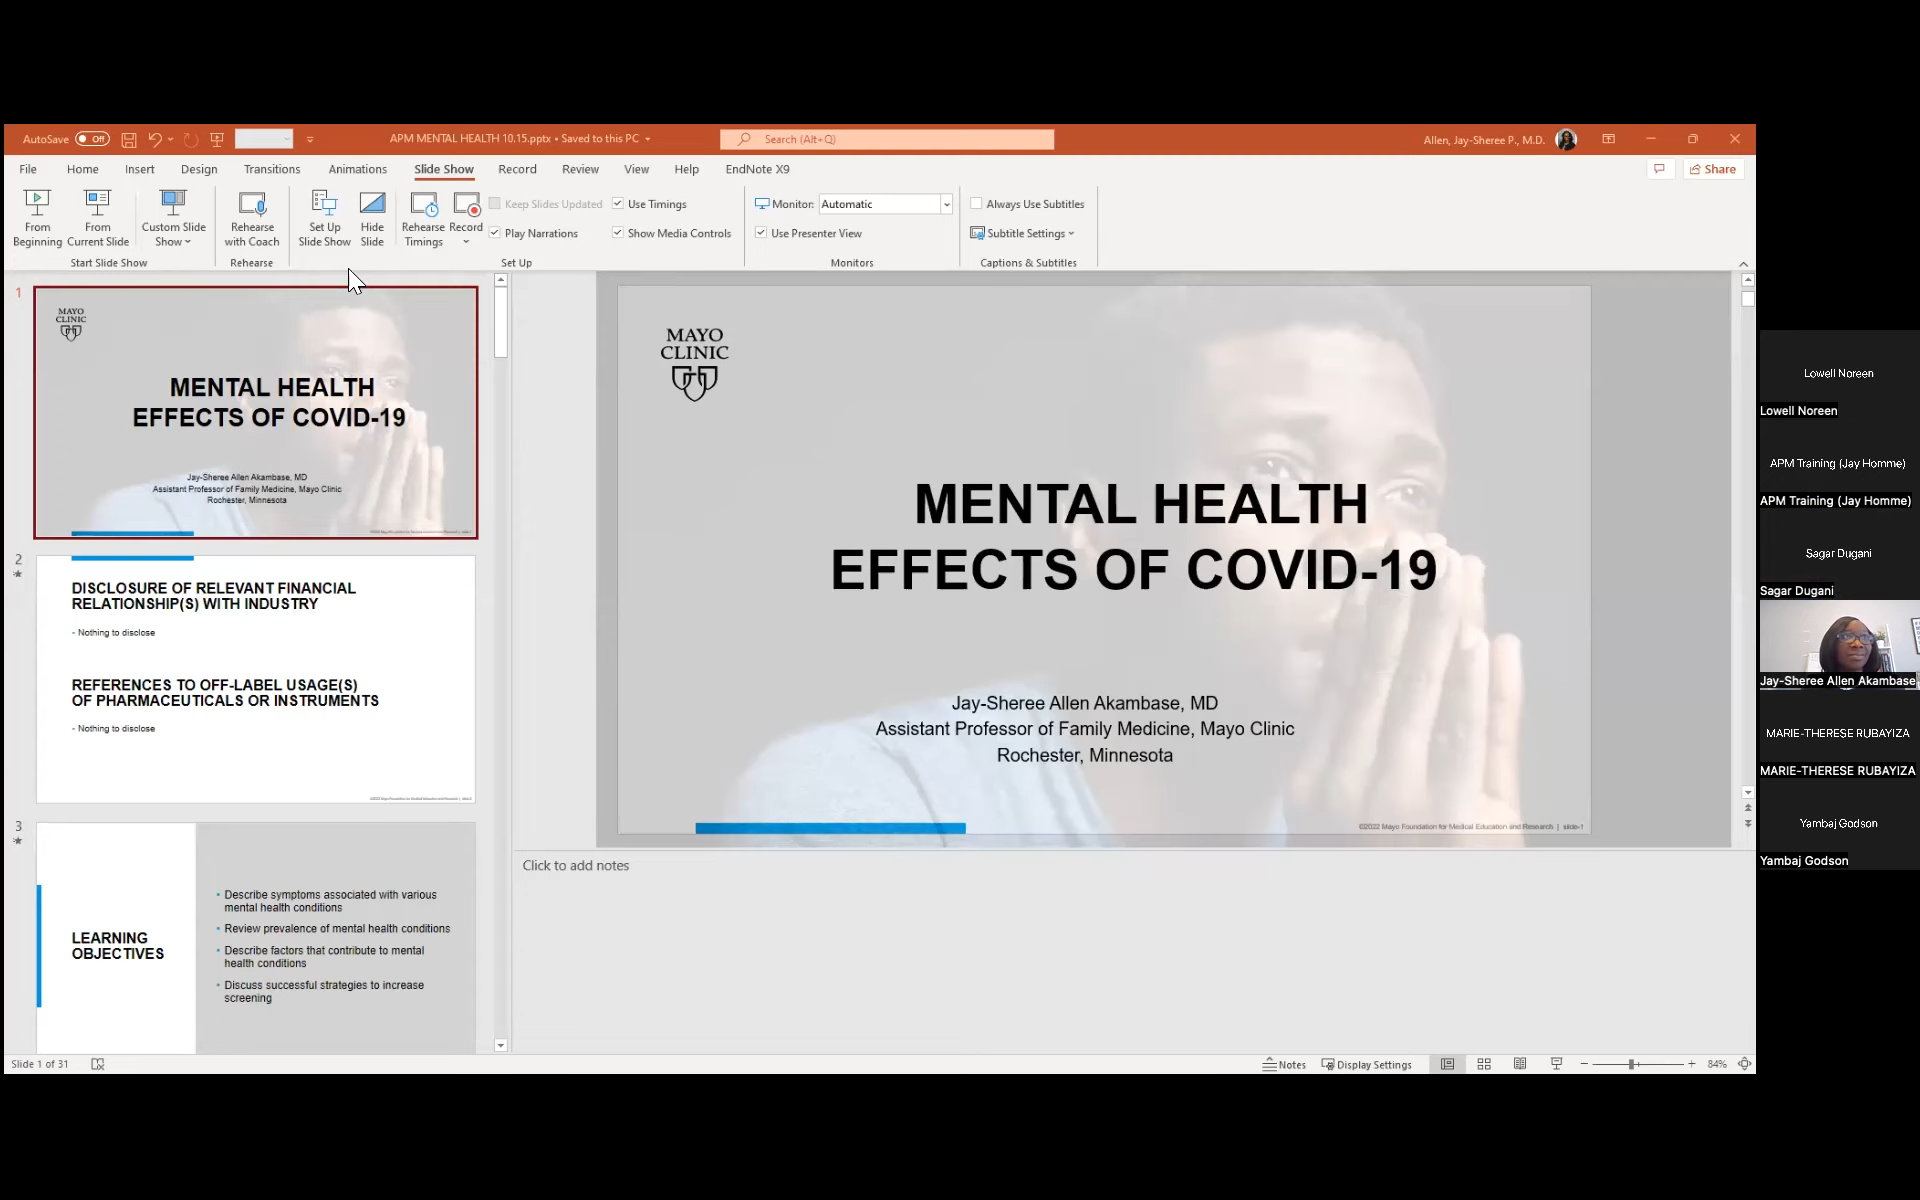 AutoSave Off
APM MENTAL HEALTH 10.15.pptx • Saved to this PC
Search (Alt+Q)
Allen, Jay-Sheree P., M.D.
File Home Insert Design Transitions Animations Slide Show Record Review View Help EndNote X9
Share
From Beginning
From Current Slide
Custom Slide Show
Rehearse with Coach
Set Up Slide Show
Hide Slide
Rehearse Timings
Record
Keep Slides Updated
Use Timings
Play Narrations
Show Media Controls
Monitor: Automatic
Use Presenter View
Always Use Subtitles
Subtitle Settings
Start Slide Show
Rehearse
Set Up
Monitors
Captions & Subtitles
1
MAYO
CLINIC
MENTAL HEALTH
EFFECTS OF COVID-19
Jay-Sheree Allen Akambase, MD
Assistant Professor of Family Medicine, Mayo Clinic
Rochester, Minnesota
2
DISCLOSURE OF RELEVANT FINANCIAL
RELATIONSHIP(S) WITH INDUSTRY
- Nothing to disclose
REFERENCES TO OFF-LABEL USAGE(S)
OF PHARMACEUTICALS OR INSTRUMENTS
- Nothing to disclose
3
LEARNING
OBJECTIVES
• Describe symptoms associated with various
mental health conditions
• Review prevalence of mental health conditions
• Describe factors that contribute to mental
health conditions
• Discuss successful strategies to increase
screening
MAYO
CLINIC
MENTAL HEALTH
EFFECTS OF COVID-19
Jay-Sheree Allen Akambase, MD
Assistant Professor of Family Medicine, Mayo Clinic
Rochester, Minnesota
©2022 Mayo Foundation for Medical Education and Research | slide-1
Click to add notes
Slide 1 of 31
Notes
Display Settings
84%
Lowell Noreen
Lowell Noreen
APM Training (Jay Homme)
APM Training (Jay Homme)
Sagar Dugani
Sagar Dugani
Jay-Sheree Allen Akambase
MARIE-THERESE RUBAYIZA
MARIE-THERESE RUBAYIZA
Yambaj Godson
Yambaj Godson